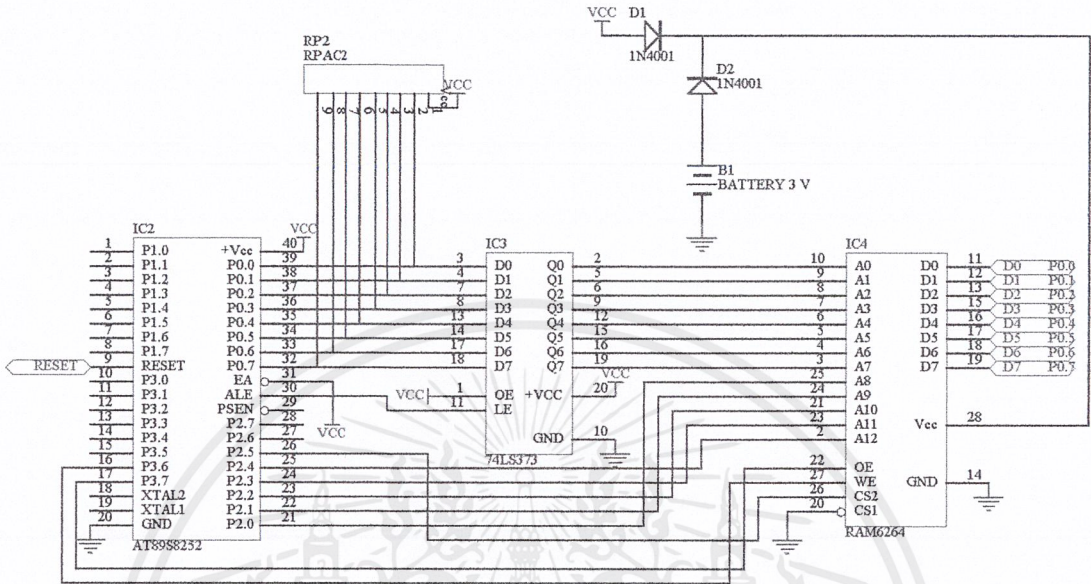 VCC D1
1N4001
D2
1N4001
B1
BATTERY 3 V
RP2
RPAC2
VCC
9 8 7 6 5 4 3 2 1
IC2
VCC
1 P1.0 +Vcc 40
2 P1.1 P0.0 39
3 P1.2 P0.1 38
4 P1.3 P0.2 37
5 P1.4 P0.3 36
6 P1.5 P0.4 35
7 P1.6 P0.5 34
8 P1.7 P0.6 33
RESET 9 RESET P0.7 32
10 P3.0 EA 31
11 P3.1 ALE 30
12 P3.2 PSEN 29
13 P3.3 P2.7 28
14 P3.4 P2.6 27
15 P3.5 P2.5 26
16 P3.6 P2.4 25
17 P3.7 P2.3 24
18 XTAL2 P2.2 23
19 XTAL1 P2.1 22
20 GND P2.0 21
AT89S8252
VCC
IC3
3 D0 Q0 2
4 D1 Q1 5
7 D2 Q2 6
8 D3 Q3 9
13 D4 Q4 12
14 D5 Q5 15
17 D6 Q6 16
18 D7 Q7 19
VCC
VCC 1 OE +VCC 20
11 LE
GND 10
74LS373
IC4
10 A0 D0 11 D0 P0.0
9 A1 D1 12 D1 P0.1
8 A2 D2 13 D2 P0.2
7 A3 D3 15 D3 P0.3
6 A4 D4 16 D4 P0.4
5 A5 D5 17 D5 P0.5
4 A6 D6 18 D6 P0.6
3 A7 D7 19 D7 P0.7
25 A8
24 A9
21 A10
23 A11 Vcc 28
2 A12
22 OE
27 WE GND 14
26 CS2
20 CS1
RAM6264